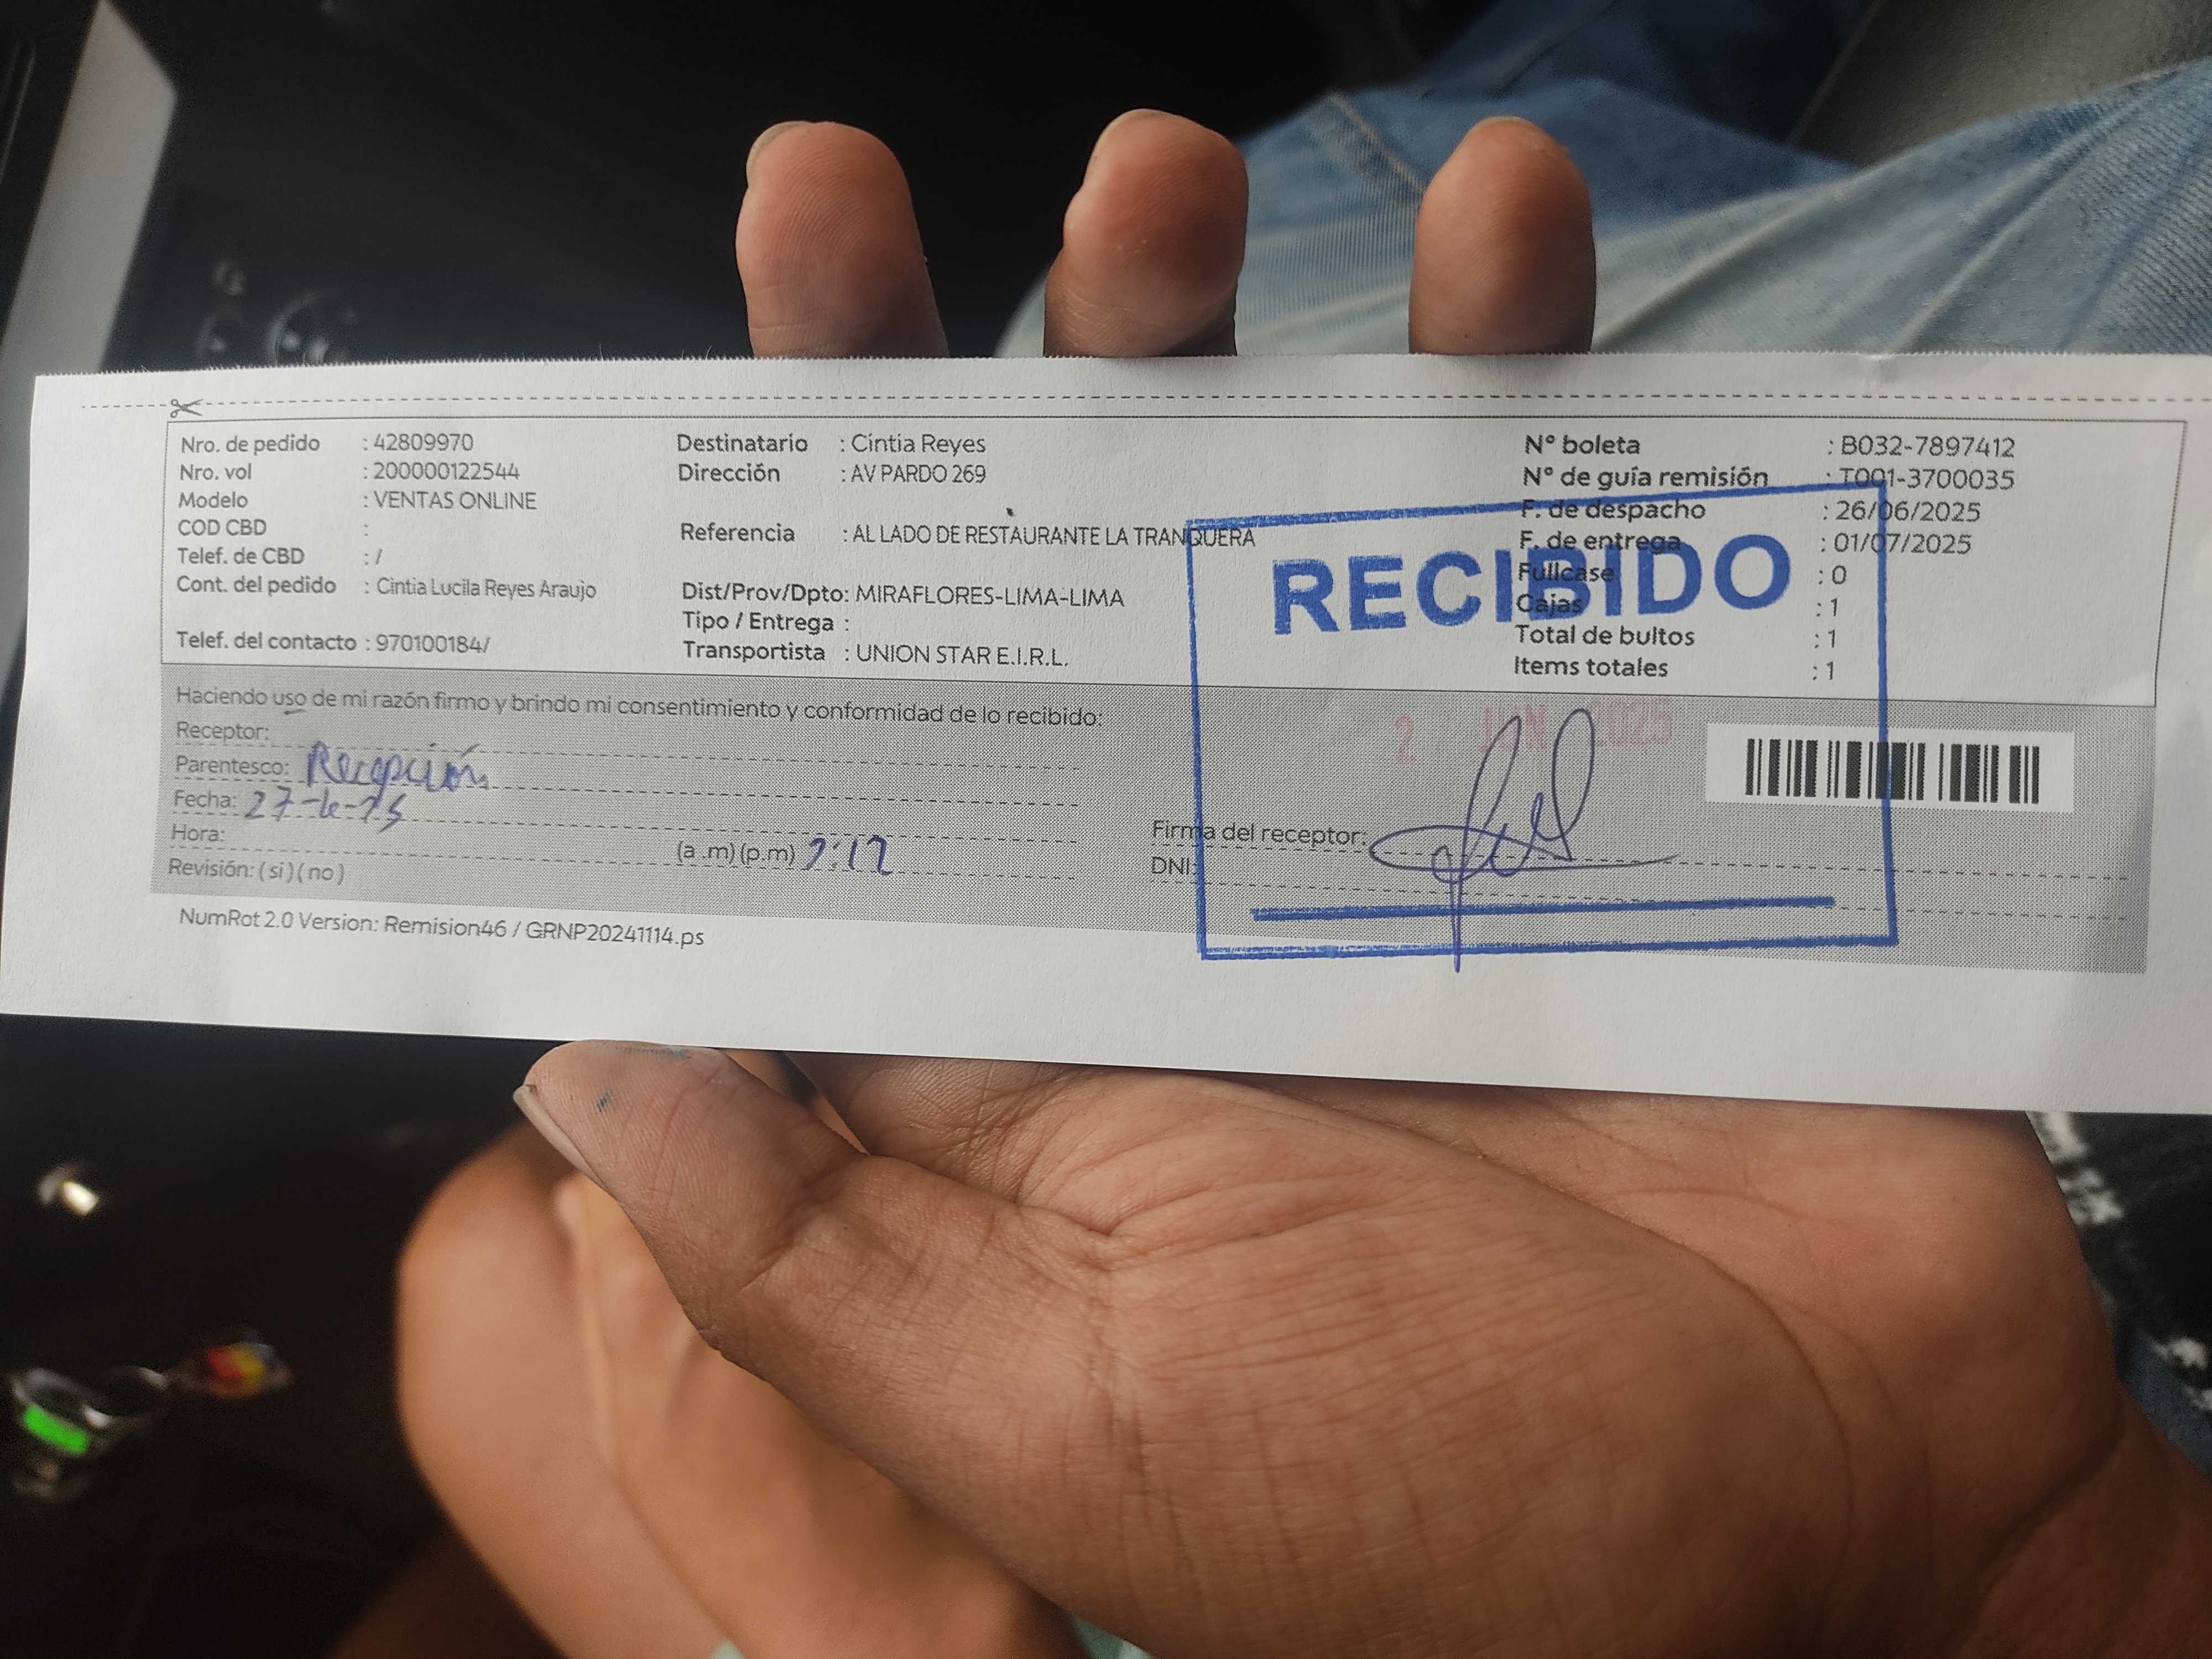 Nro. de pedido : 42809970
Nro. vol : 200000122544
Modelo : VENTAS ONLINE
COD CBD :
Telef. de CBD : /
Cont. del pedido : Cintia Lucila Reyes Araujo
Telef. del contacto : 970100184/
Destinatario : Cintia Reyes
Dirección : AV PARDO 269
Referencia : AL LADO DE RESTAURANTE LA TRANQUERA
Dist/Prov/Dpto: MIRAFLORES-LIMA-LIMA
Tipo / Entrega :
Transportista : UNION STAR E.I.R.L.
N° boleta : B032-7897412
N° de guía remisión : T001-3700035
F. de despacho : 26/06/2025
F. de entrega : 01/07/2025
Fullcase : 0
Cajas : 1
Total de bultos : 1
Items totales : 1
RECIBIDO
2 JUN 2025
Haciendo uso de mi razón firmo y brindo mi consentimiento y conformidad de lo recibido:
Receptor:
Parentesco: Recepción
Fecha: 27-6-25
Hora: (a .m) (p.m)
Revisión: ( si ) ( no )
Firma del receptor:
DNI:
NumRot 2.0 Version: Remision46 / GRNP20241114.ps